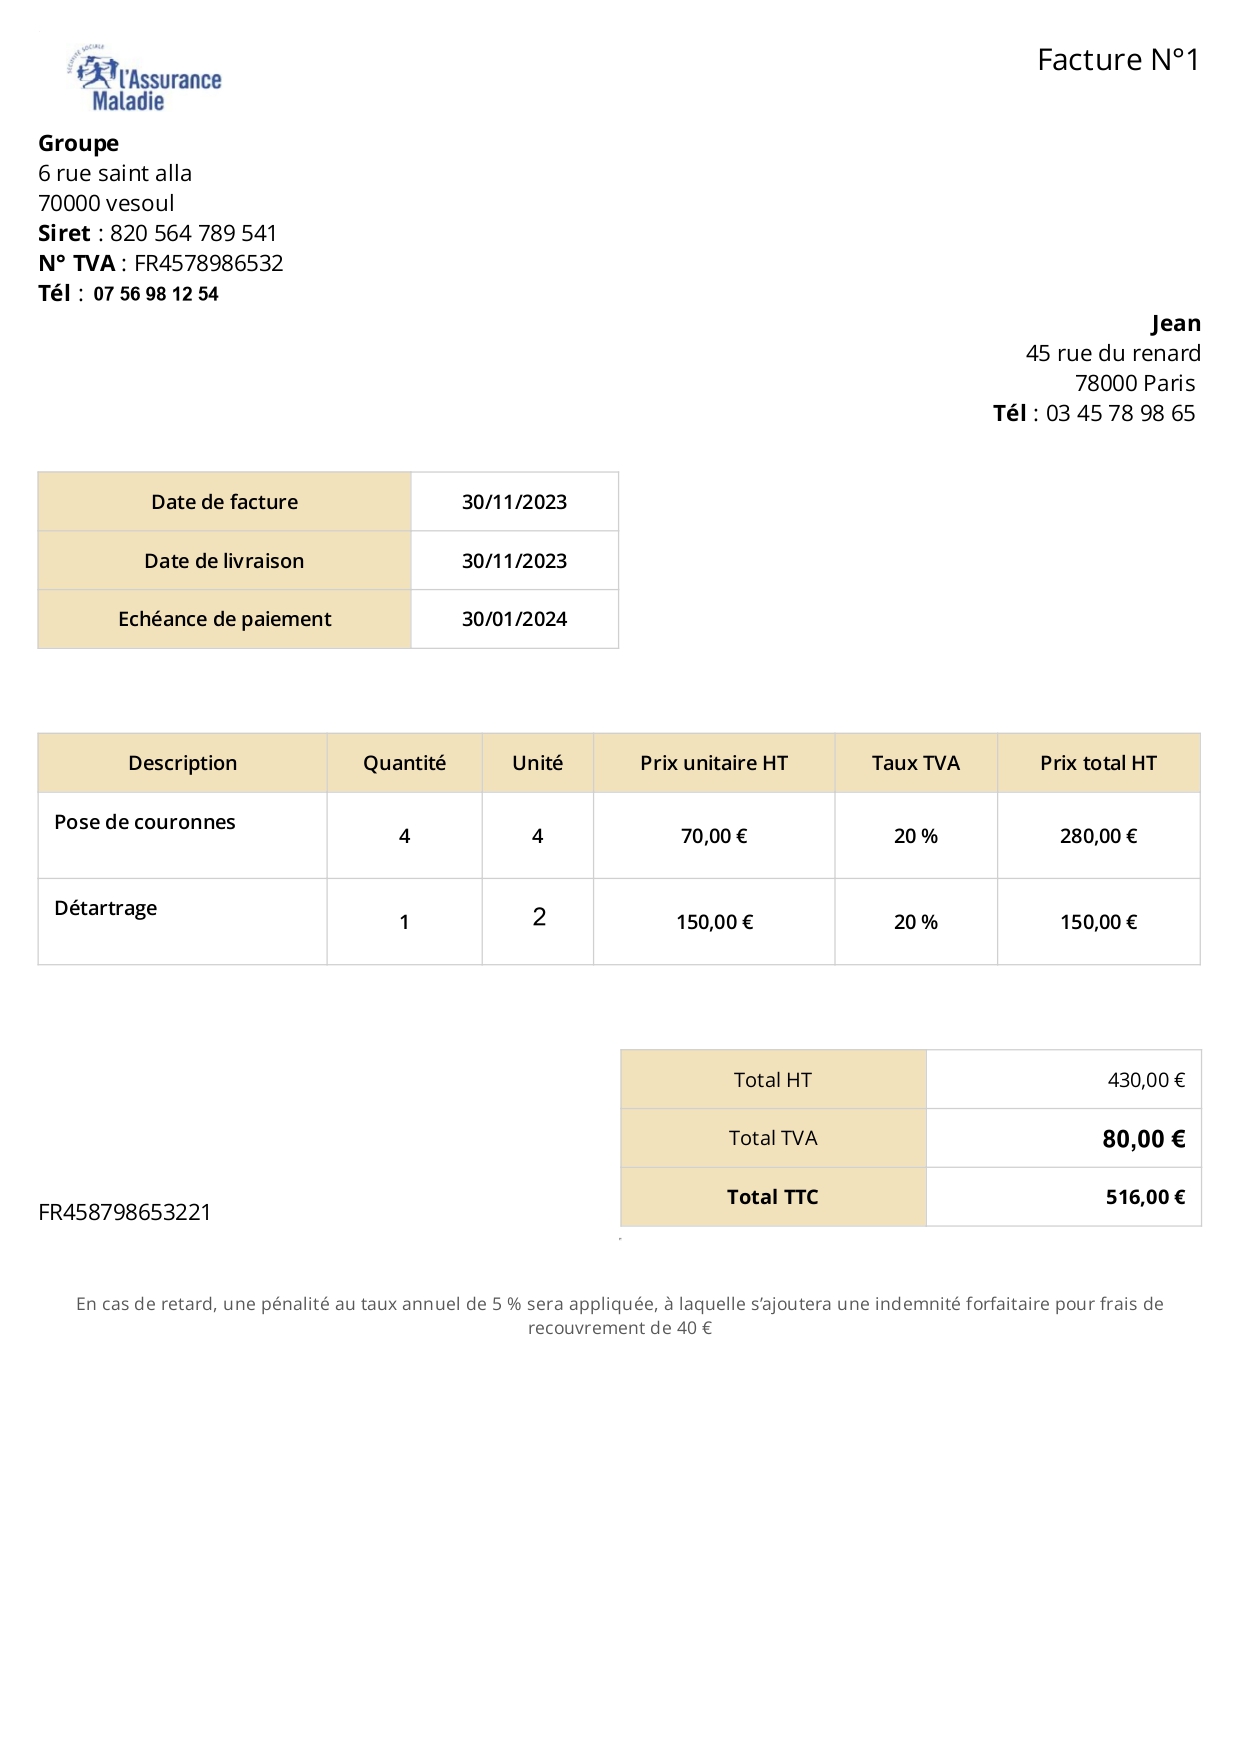 SÉCURITÉ SOCIALE
l'Assurance
Maladie
Facture N°1
Groupe
6 rue saint alla
70000 vesoul
Siret : 820 564 789 541
N° TVA : FR4578986532
Tél : 07 56 98 12 54
Jean
45 rue du renard
78000 Paris
Tél : 03 45 78 98 65
Date de facture 30/11/2023
Date de livraison 30/11/2023
Echéance de paiement 30/01/2024
Description Quantité Unité Prix unitaire HT Taux TVA Prix total HT
Pose de couronnes 4 4 70,00 € 20 % 280,00 €
Détartrage 1 2 150,00 € 20 % 150,00 €
Total HT 430,00 €
Total TVA 80,00 €
Total TTC 516,00 €
FR458798653221
En cas de retard, une pénalité au taux annuel de 5 % sera appliquée, à laquelle s’ajoutera une indemnité forfaitaire pour frais de
recouvrement de 40 €